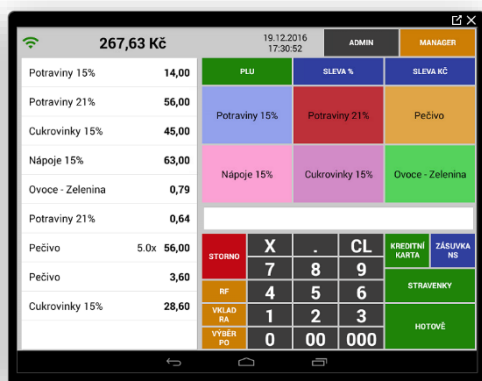 267,63 Kč
19.12.2016
17:30:52
ADMIN
MANAGER
Potraviny 15% 14,00
Potraviny 21% 56,00
Cukrovinky 15% 45,00
Nápoje 15% 63,00
Ovoce - Zelenina 0,79
Potraviny 21% 0,64
Pečivo 5.0x 56,00
Pečivo 3,60
Cukrovinky 15% 28,60
PLU
SLEVA %
SLEVA KČ
Potraviny 15%
Potraviny 21%
Pečivo
Nápoje 15%
Cukrovinky 15%
Ovoce - Zelenina
STORNO
X . CL
KREDITNÍ
KARTA
ZÁSUVKA
NS
7 8 9
RF
4 5 6
STRAVENKY
VKLAD
RA
1 2 3
VÝBĚR
PO
0 00 000
HOTOVĚ